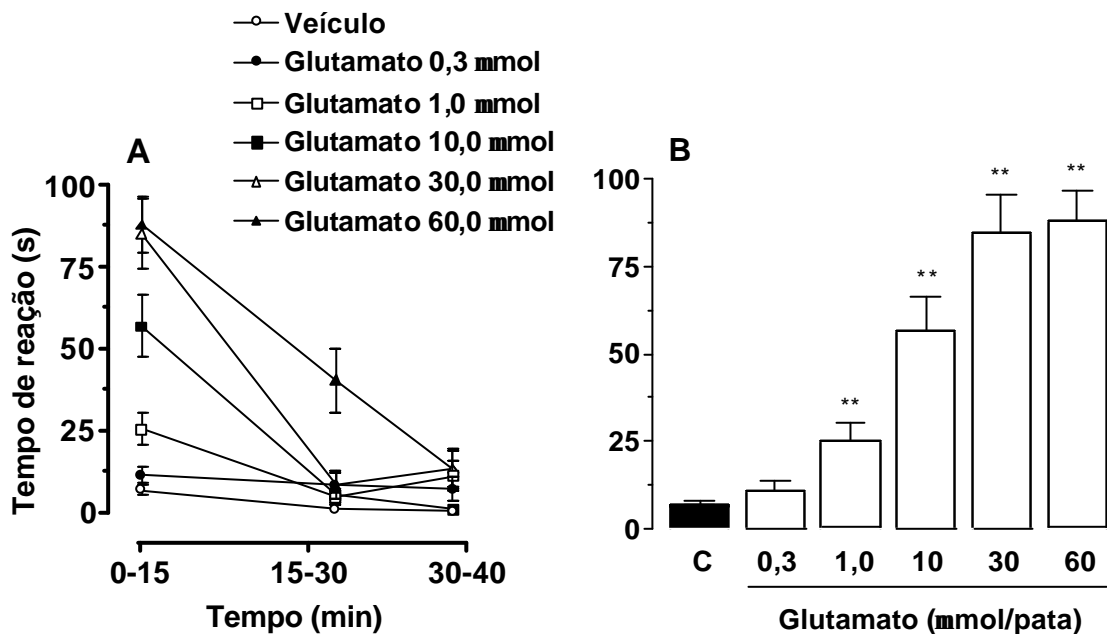 Veículo
Glutamato 0,3 mmol
Glutamato 1,0 mmol
Glutamato 10,0 mmol
Glutamato 30,0 mmol
Glutamato 60,0 mmol
A
Tempo de reação (s)
100
75
50
25
0
0-15 15-30 30-40
Tempo (min)
B
100
75
50
25
0
** ** ** **
C 0,3 1,0 10 30 60
Glutamato (mmol/pata)